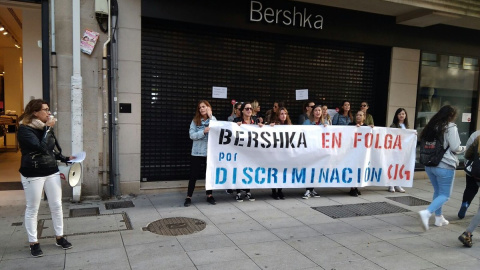 Bershka
BERSHKA EN FOLGA
por
DISCRIMINACION CIG